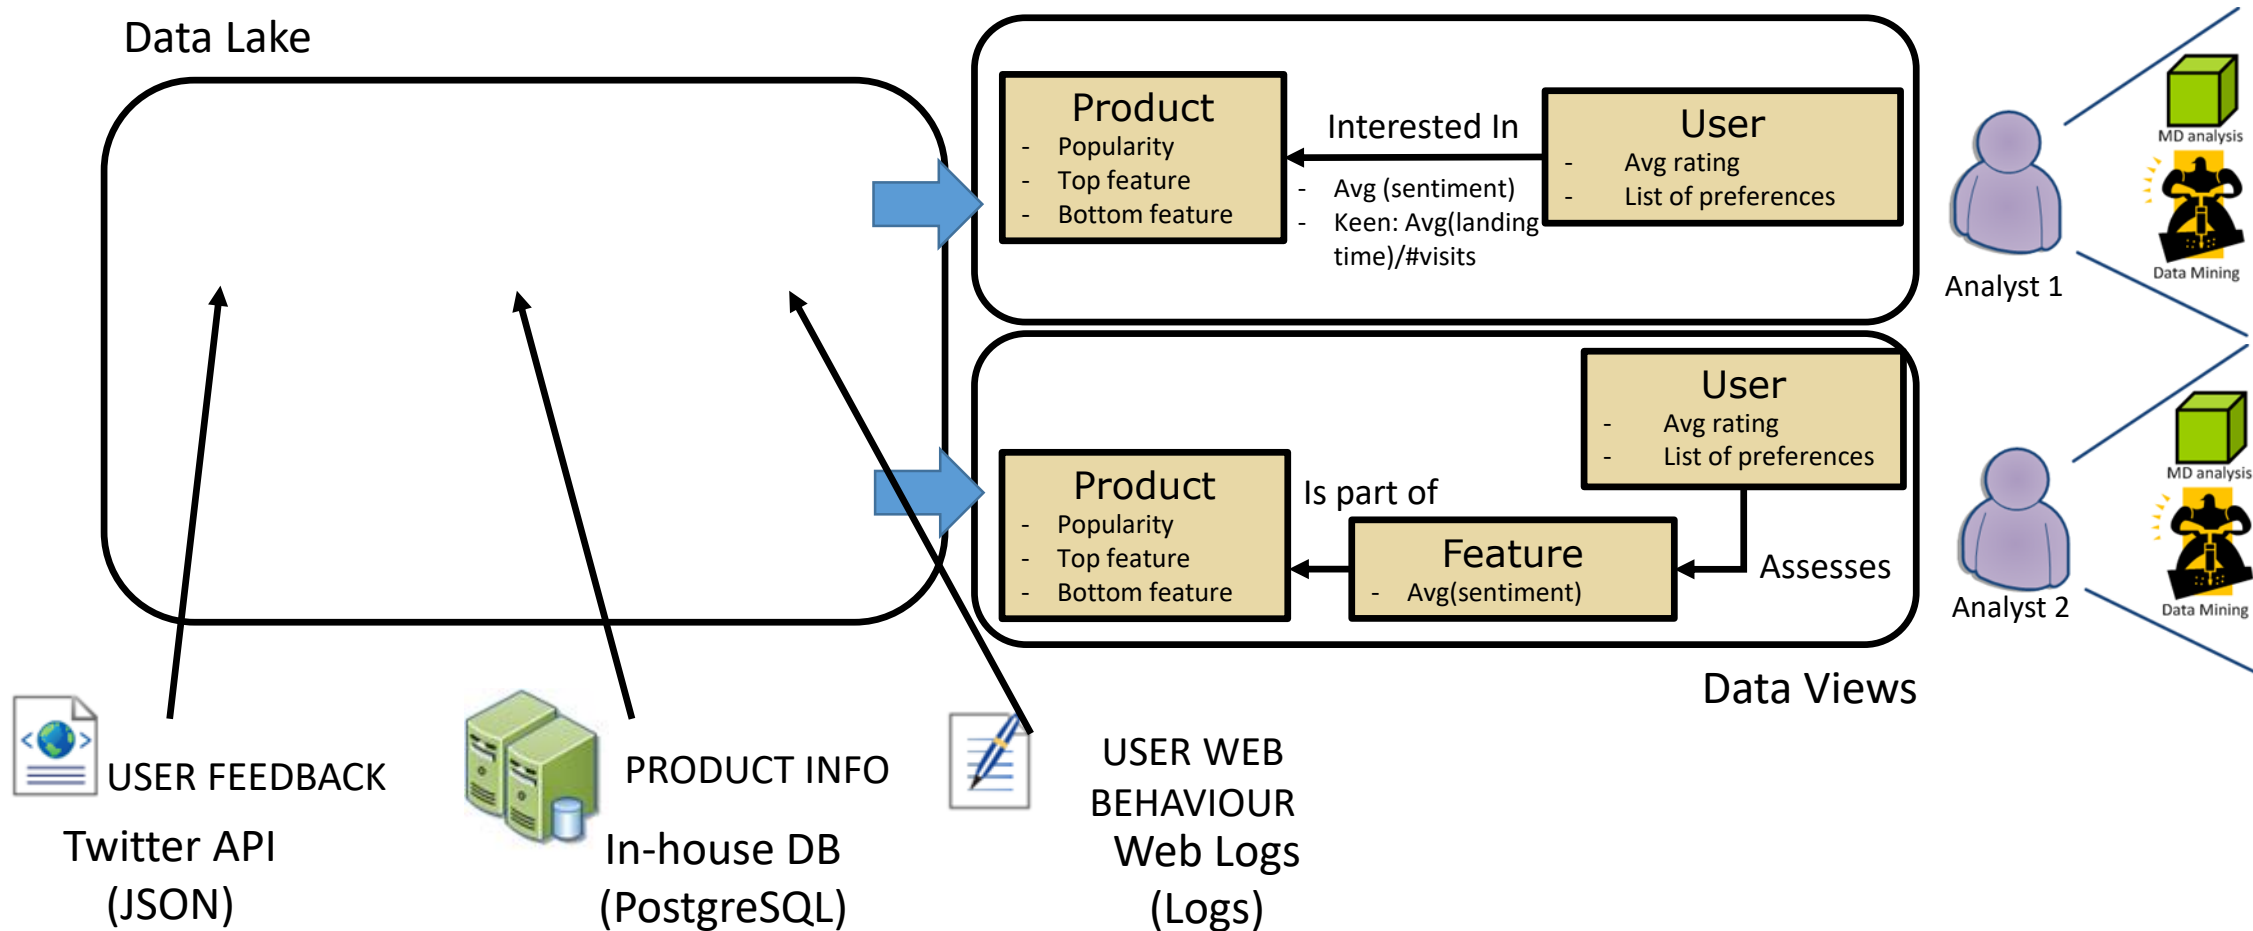 Data Lake
Product
- Popularity
- Top feature
- Bottom feature
Interested In
- Avg (sentiment)
- Keen: Avg(landing
time)/#visits
User
- Avg rating
- List of preferences
Analyst 1
MD analysis
Data Mining
Product
- Popularity
- Top feature
- Bottom feature
Is part of
Feature
- Avg(sentiment)
User
- Avg rating
- List of preferences
Assesses
Analyst 2
MD analysis
Data Mining
Data Views
USER FEEDBACK
Twitter API
(JSON)
PRODUCT INFO
In-house DB
(PostgreSQL)
USER WEB
BEHAVIOUR
Web Logs
(Logs)